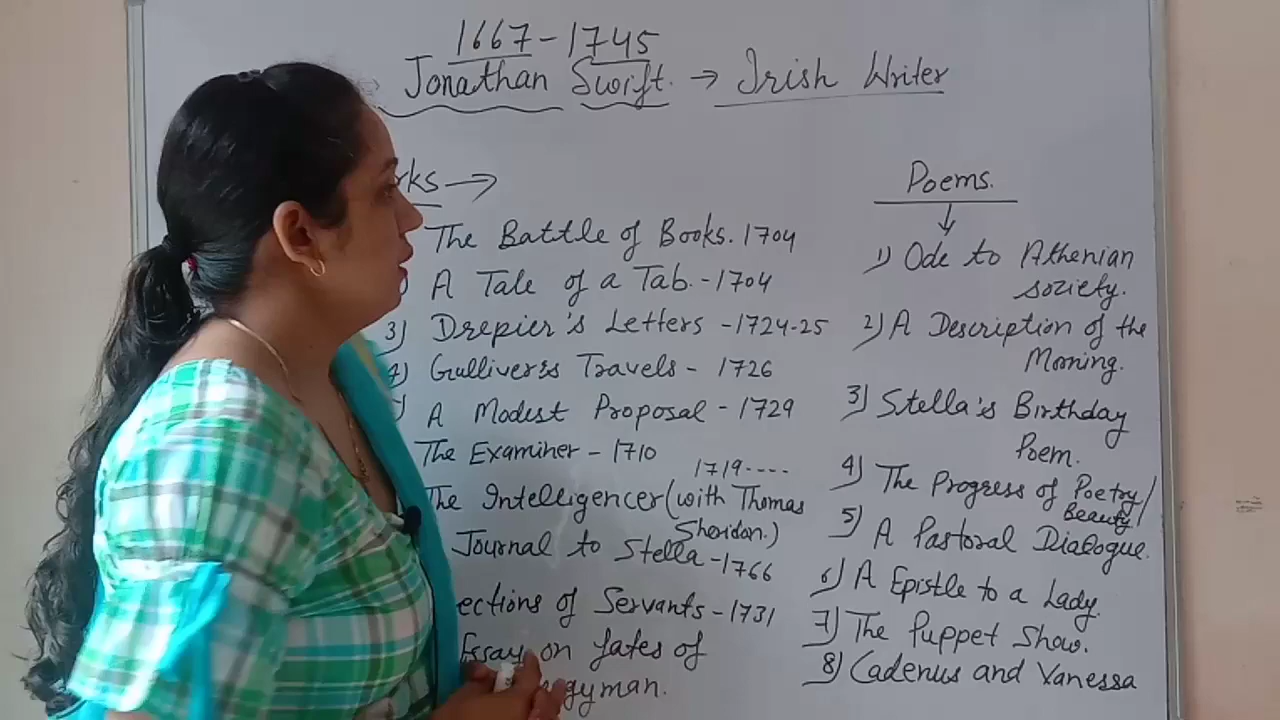 1667-1745
Jonathan Swift. → Irish Writer
rks →
The Battle of Books. 1704
A Tale of a Tab. - 1704
3) Drepier's Letters - 1724-25
4) Gulliver's Travels - 1726
A Modest Proposal - 1729
The Examiner - 1710
1719----
The Intelligencer (with Thomas
Sheridan.)
Journal to Stella - 1766
ections of Servants - 1731
Essay on fates of
gyman.
Poems.
↓
1) Ode to Athenian
soziety.
2) A Description of the
Morning.
3) Stella's Birthday
Poem.
4) The Progress of Poetry/
Beauty/
5) A Pastoral Dialogue.
6) A Epistle to a Lady.
7) The Puppet Show.
8) Cadenus and Vanessa